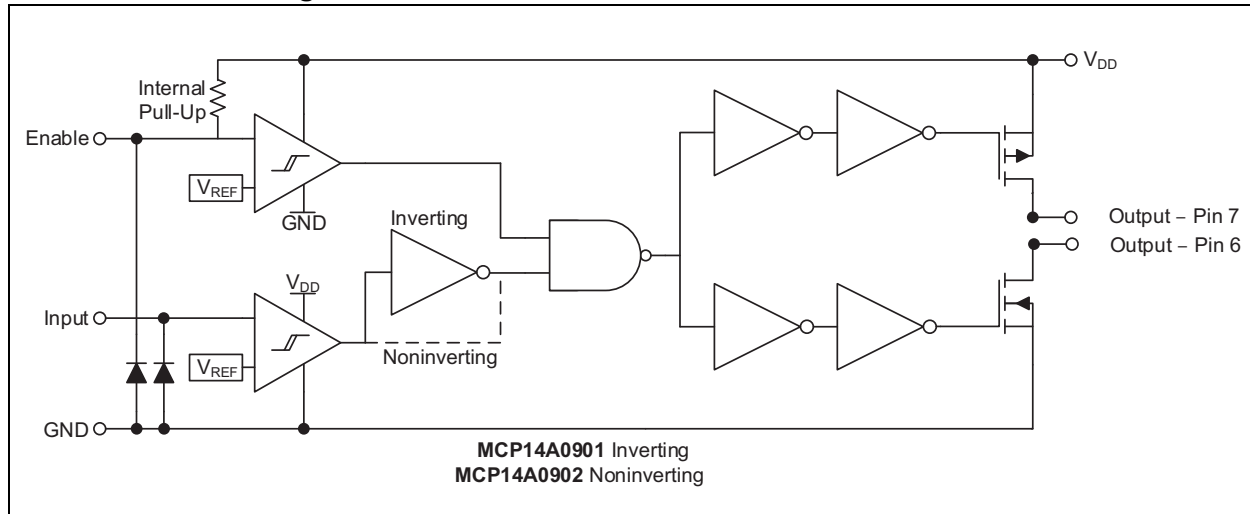 Internal
Pull-Up
V_DD
Enable
V_REF
GND
Inverting
Output – Pin 7
Output – Pin 6
V_DD
Input
Noninverting
V_REF
GND
MCP14A0901 Inverting
MCP14A0902 Noninverting